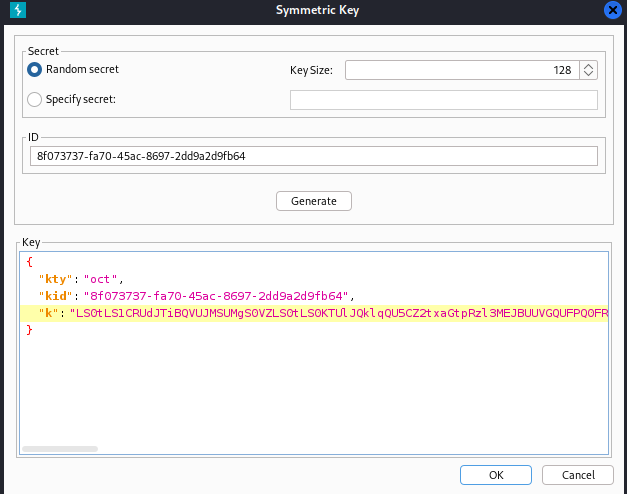 Symmetric Key
Secret
Random secret
Key Size:
128
Specify secret:
ID
8f073737-fa70-45ac-8697-2dd9a2d9fb64
Generate
Key
{
"kty": "oct",
"kid": "8f073737-fa70-45ac-8697-2dd9a2d9fb64",
"k": "LS0tLS1CRUdJTiBQVUJMSUMgS0VZLS0tLS0KTUlJQklqQU5CZ2txaGtpRzl3MEJBUUVGQUFPQ0FR
}
OK
Cancel